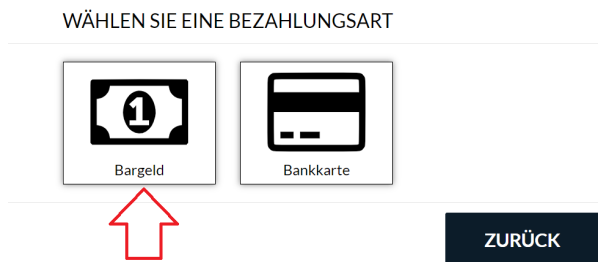 WÄHLEN SIE EINE BEZAHLUNGSART
1
Bargeld
Bankkarte
ZURÜCK